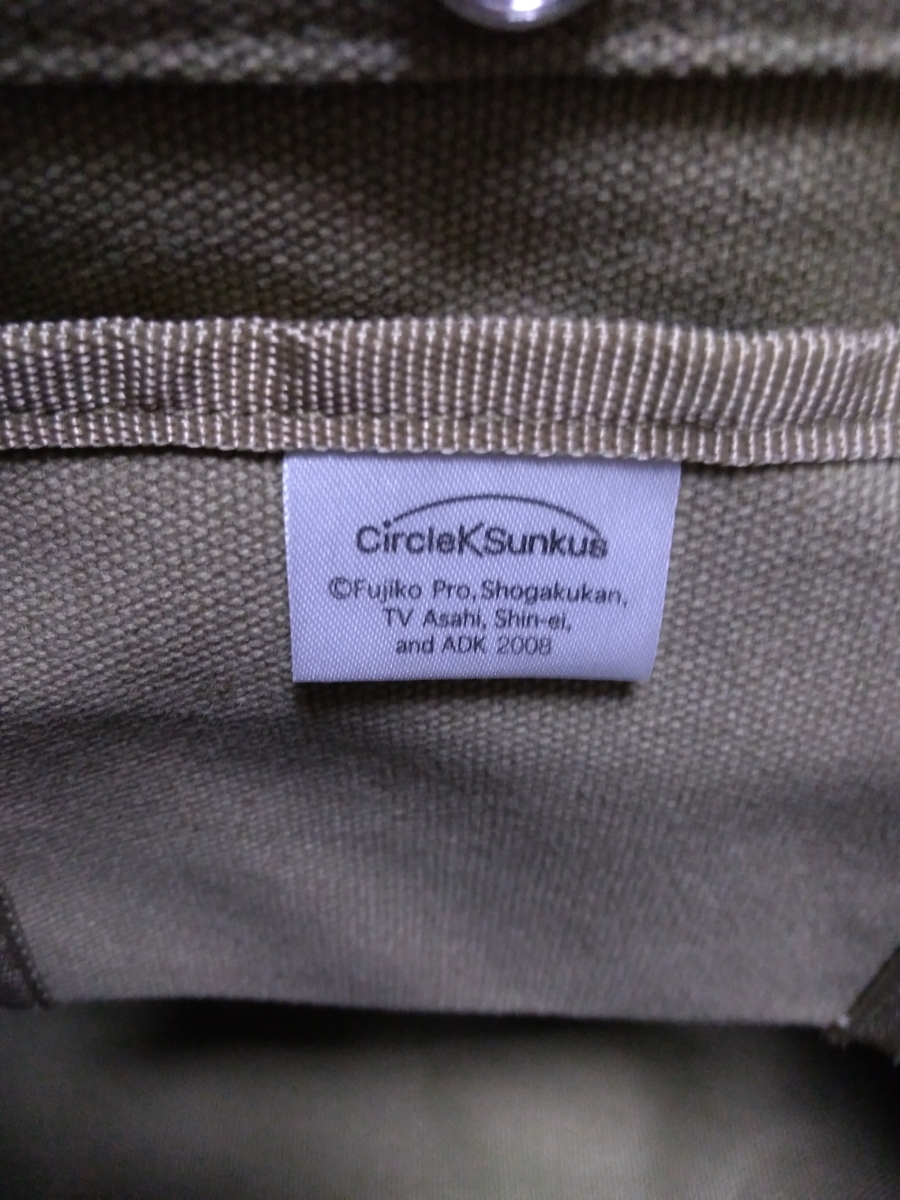 CircleKSunkus
©Fujiko Pro, Shogakukan,
TV Asahi, Shin-ei,
and ADK 2008